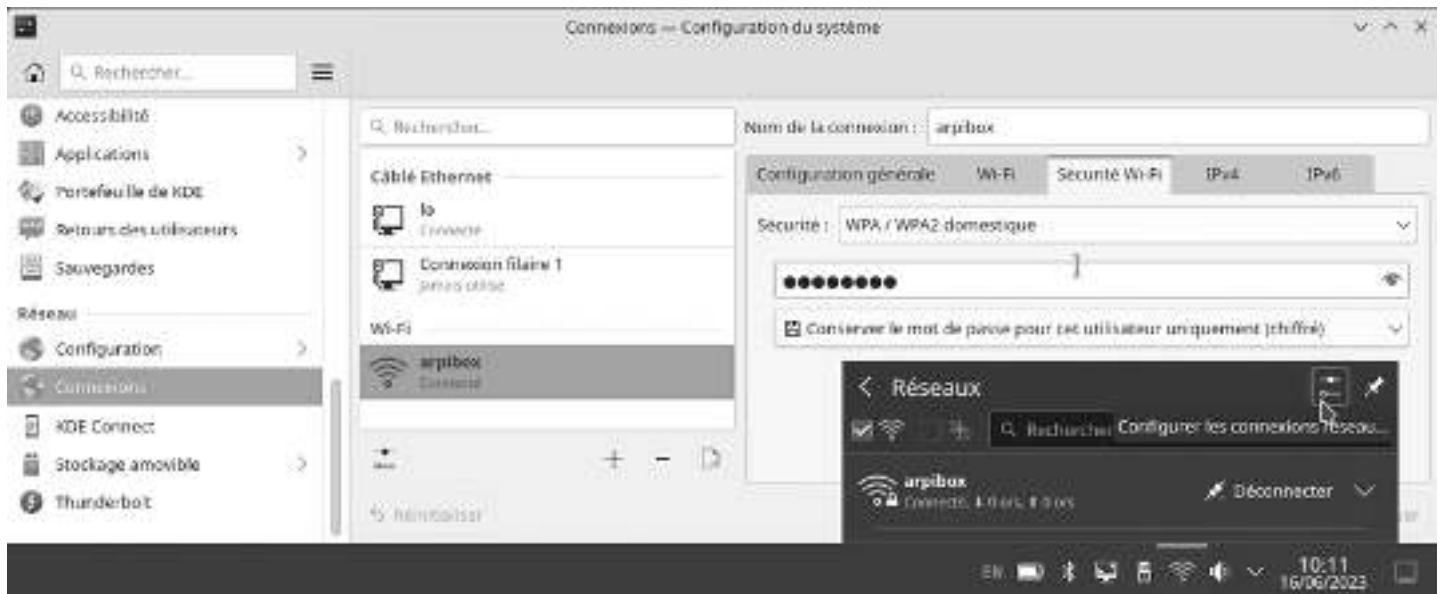 Connexions — Configuration du système
Rechercher...
Accessibilité
Applications
Portefeuille de KDE
Retours des utilisateurs
Sauvegardes
Réseau
Configuration
Connexions
KDE Connect
Stockage amovible
Thunderbolt
Rechercher...
Câblé Ethernet
lo
Connecté
Connexion filaire 1
Jamais utilisé
Wi-Fi
arpibox
Connecté
Réinitialiser
Nom de la connexion : arpibox
Configuration générale Wi-Fi Sécurité Wi-Fi IPv4 IPv6
Sécurité : WPA / WPA2 domestique
●●●●●●●●●
Conserver le mot de passe pour cet utilisateur uniquement (chiffré)
Réseaux
Rechercher Configurer les connexions réseau...
arpibox
Connecté,
Déconnecter
EN
10:11
16/06/2023